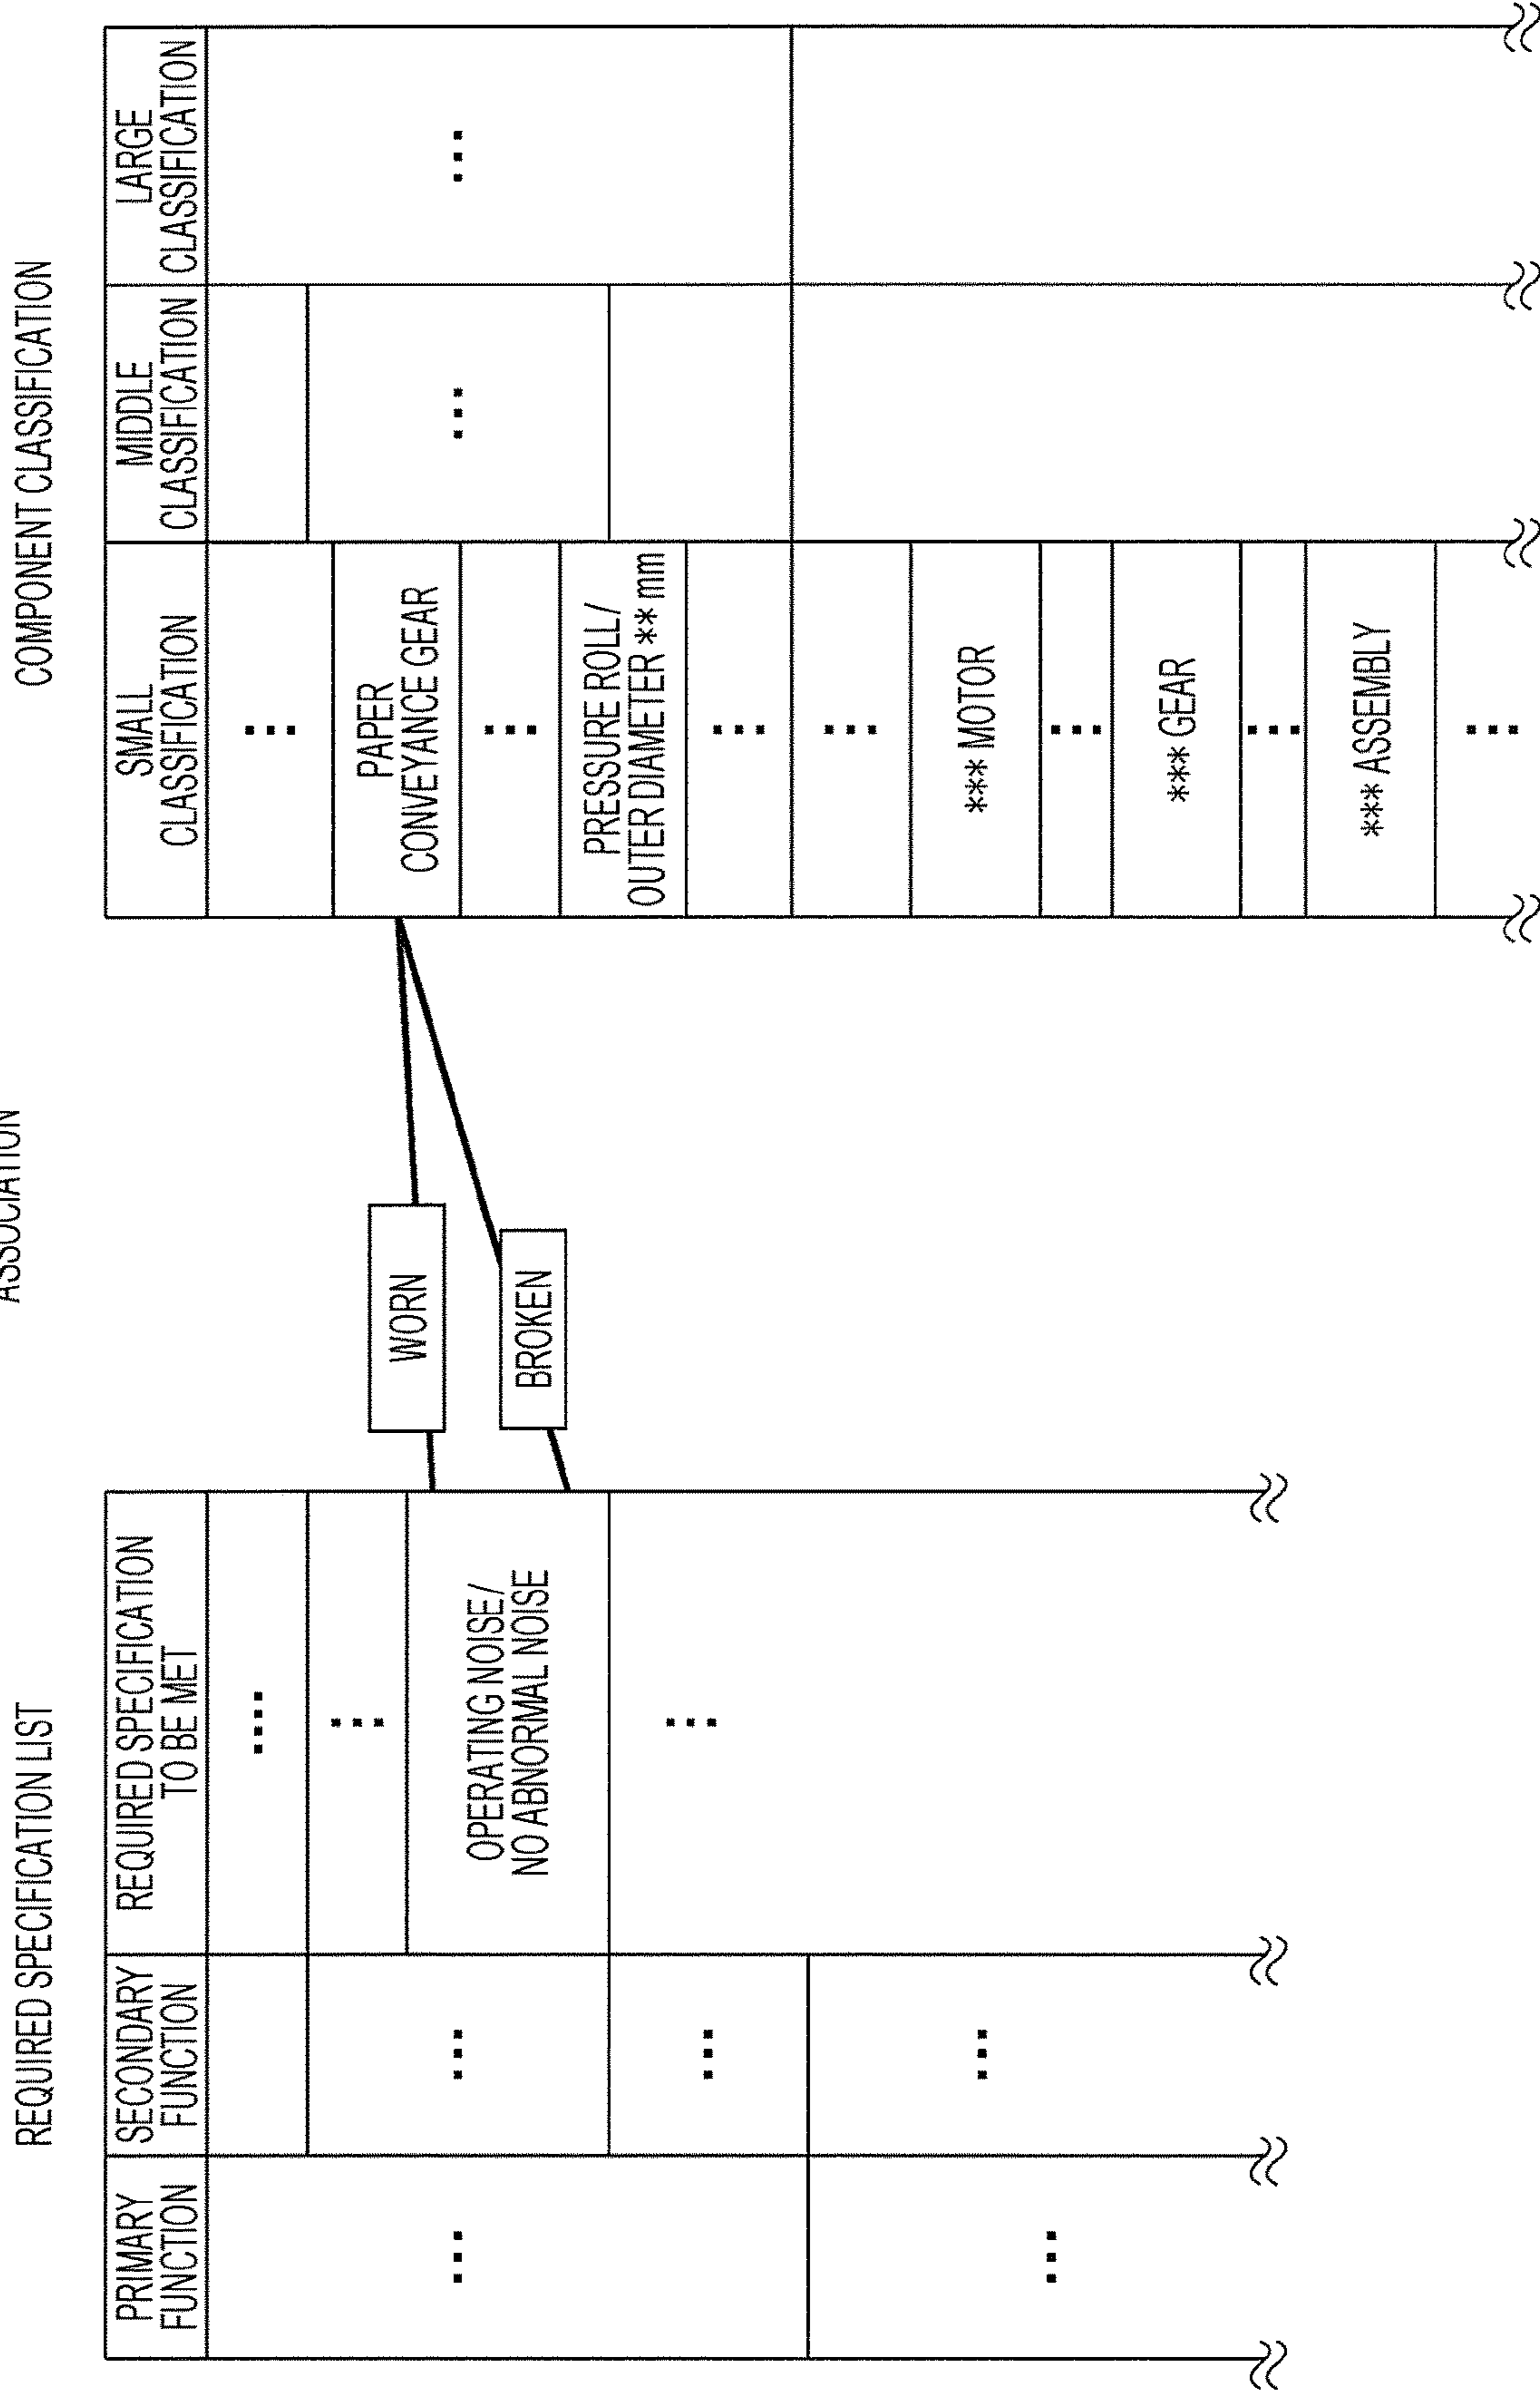 REQUIRED SPECIFICATION LIST
ASSOCIATION
COMPONENT CLASSIFICATION
PRIMARY
FUNCTION
SECONDARY
FUNCTION
REQUIRED SPECIFICATION
TO BE MET
OPERATING NOISE/
NO ABNORMAL NOISE
WORN
BROKEN
SMALL
CLASSIFICATION
MIDDLE
CLASSIFICATION
LARGE
CLASSIFICATION
PAPER
CONVEYANCE GEAR
PRESSURE ROLL/
OUTER DIAMETER ** mm
*** MOTOR
*** GEAR
*** ASSEMBLY